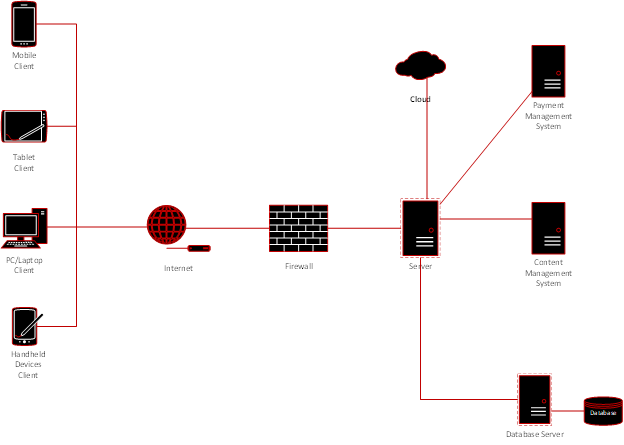 Mobile
Client
Tablet
Client
PC/Laptop
Client
Handheld
Devices
Client
Internet
Firewall
Cloud
Server
Payment
Management
System
Content
Management
System
Database Server
Database